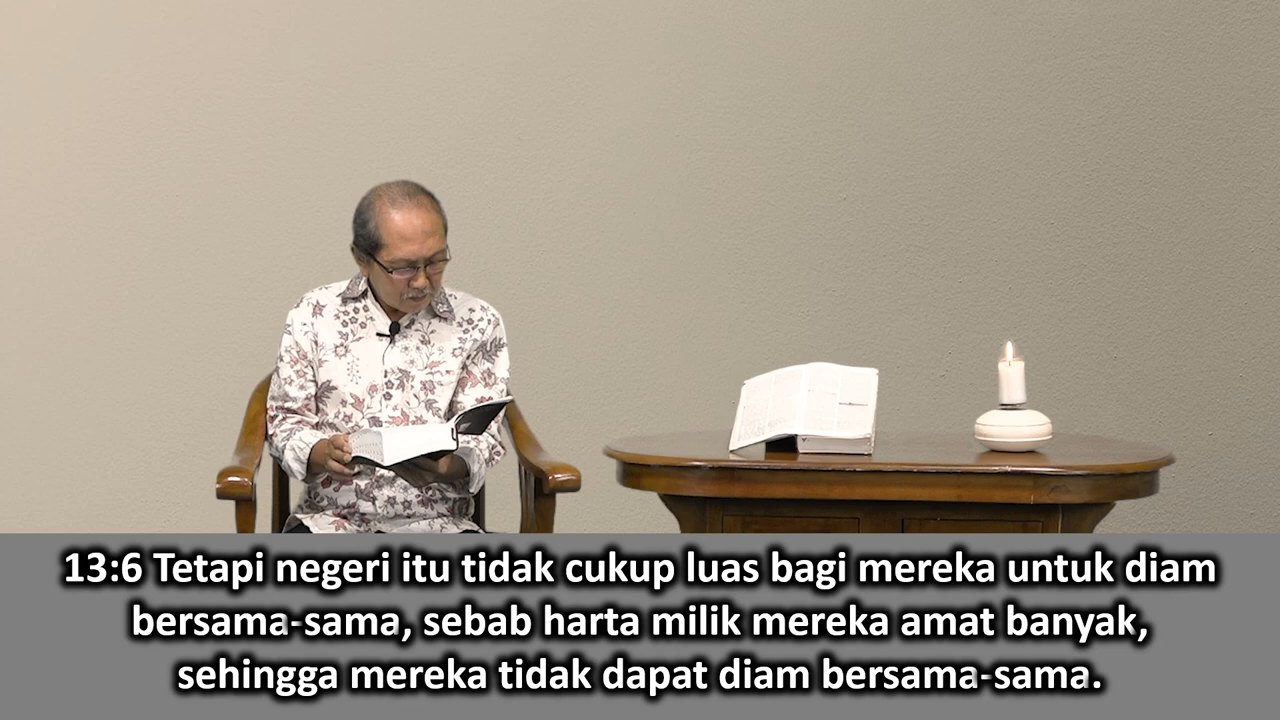 13:6 Tetapi negeri itu tidak cukup luas bagi mereka untuk diam
bersama-sama, sebab harta milik mereka amat banyak,
sehingga mereka tidak dapat diam bersama-sama.